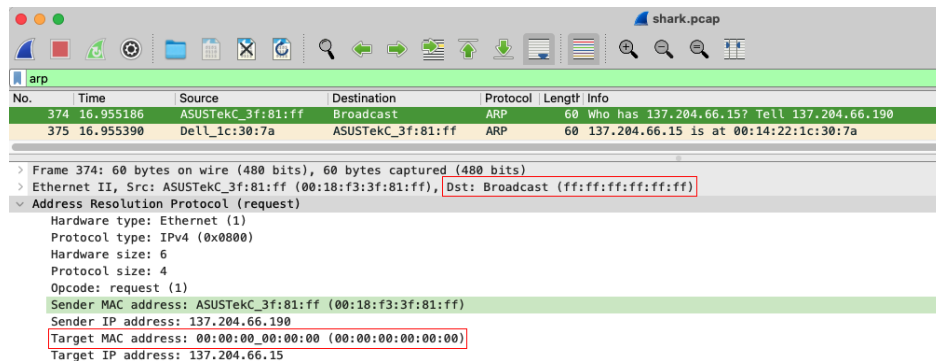 shark.pcap
arp
No. Time Source Destination Protocol Length Info
374 16.955186 ASUSTekC_3f:81:ff Broadcast ARP 60 Who has 137.204.66.15? Tell 137.204.66.190
375 16.955390 Dell_1c:30:7a ASUSTekC_3f:81:ff ARP 60 137.204.66.15 is at 00:14:22:1c:30:7a
> Frame 374: 60 bytes on wire (480 bits), 60 bytes captured (480 bits)
> Ethernet II, Src: ASUSTekC_3f:81:ff (00:18:f3:3f:81:ff), Dst: Broadcast (ff:ff:ff:ff:ff:ff)
Address Resolution Protocol (request)
Hardware type: Ethernet (1)
Protocol type: IPv4 (0x0800)
Hardware size: 6
Protocol size: 4
Opcode: request (1)
Sender MAC address: ASUSTekC_3f:81:ff (00:18:f3:3f:81:ff)
Sender IP address: 137.204.66.190
Target MAC address: 00:00:00_00:00:00 (00:00:00:00:00:00)
Target IP address: 137.204.66.15